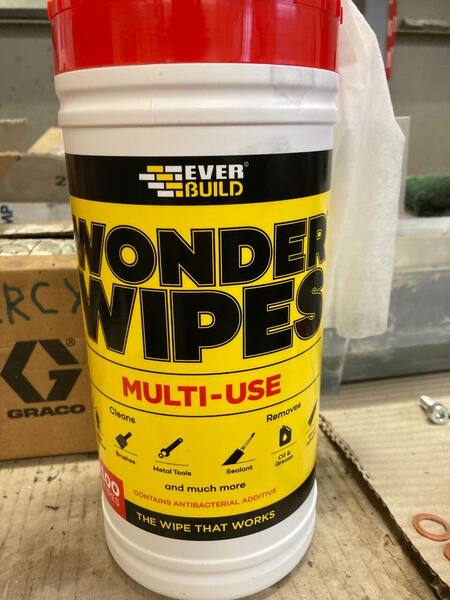 EVER
BUILD
WONDER
WIPES
MULTI-USE
Cleans
Removes
Brushes
Metal Tools
Sealant
Oil &
Grease
and much more
CONTAINS ANTIBACTERIAL ADDITIVE
THE WIPE THAT WORKS
GRACO
2